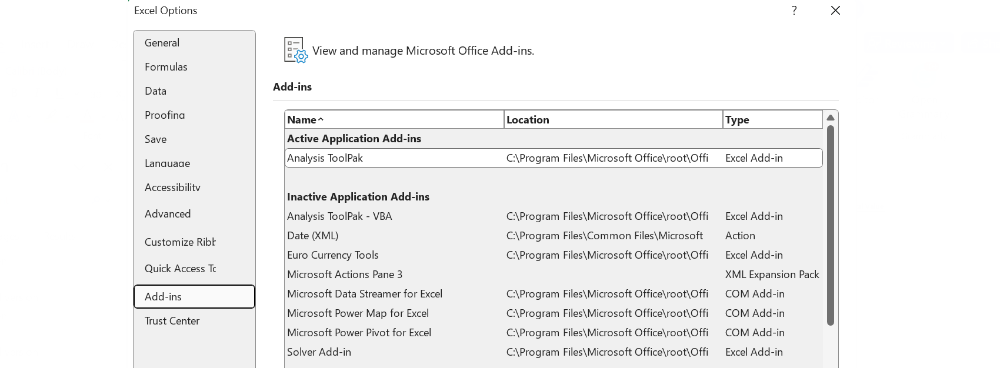 Excel Options
?
General
Formulas
Data
Proofing
Save
Language
Accessibility
Advanced
Customize Ribb
Quick Access To
Add-ins
Trust Center
View and manage Microsoft Office Add-ins.
Add-ins
Name Location Type
Active Application Add-ins
Analysis ToolPak C:\Program Files\Microsoft Office\root\Offi Excel Add-in
Inactive Application Add-ins
Analysis ToolPak - VBA C:\Program Files\Microsoft Office\root\Offi Excel Add-in
Date (XML) C:\Program Files\Common Files\Microsoft Action
Euro Currency Tools C:\Program Files\Microsoft Office\root\Offi Excel Add-in
Microsoft Actions Pane 3 XML Expansion Pack
Microsoft Data Streamer for Excel C:\Program Files\Microsoft Office\root\Offi COM Add-in
Microsoft Power Map for Excel C:\Program Files\Microsoft Office\root\Offi COM Add-in
Microsoft Power Pivot for Excel C:\Program Files\Microsoft Office\root\Offi COM Add-in
Solver Add-in C:\Program Files\Microsoft Office\root\Offi Excel Add-in